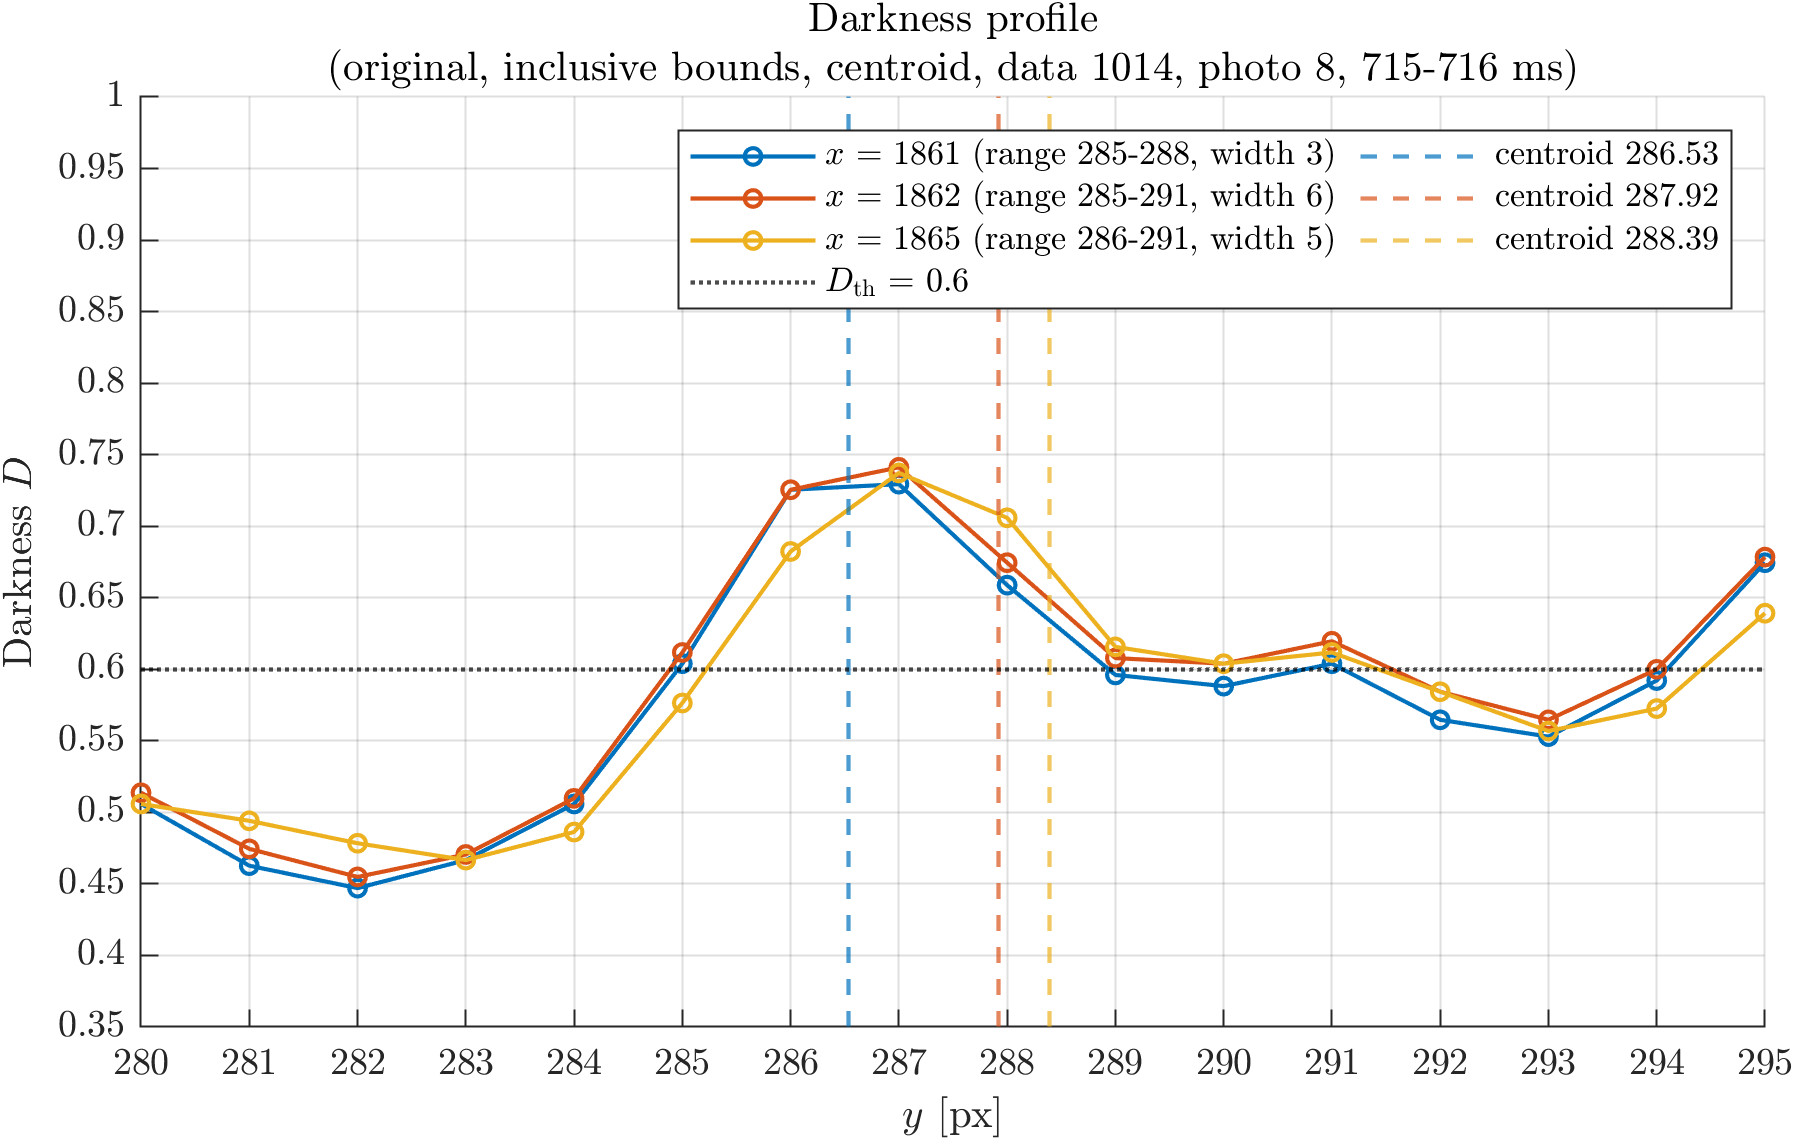 Darkness profile
(original, inclusive bounds, centroid, data 1014, photo 8, 715-716 ms)
1
0.95
0.9
0.85
0.8
0.75
0.7
0.65
0.6
0.55
0.5
0.45
0.4
0.35
Darkness D
x = 1861 (range 285-288, width 3) centroid 286.53
x = 1862 (range 285-291, width 6) centroid 287.92
x = 1865 (range 286-291, width 5) centroid 288.39
Dth = 0.6
280 281 282 283 284 285 286 287 288 289 290 291 292 293 294 295
y [px]